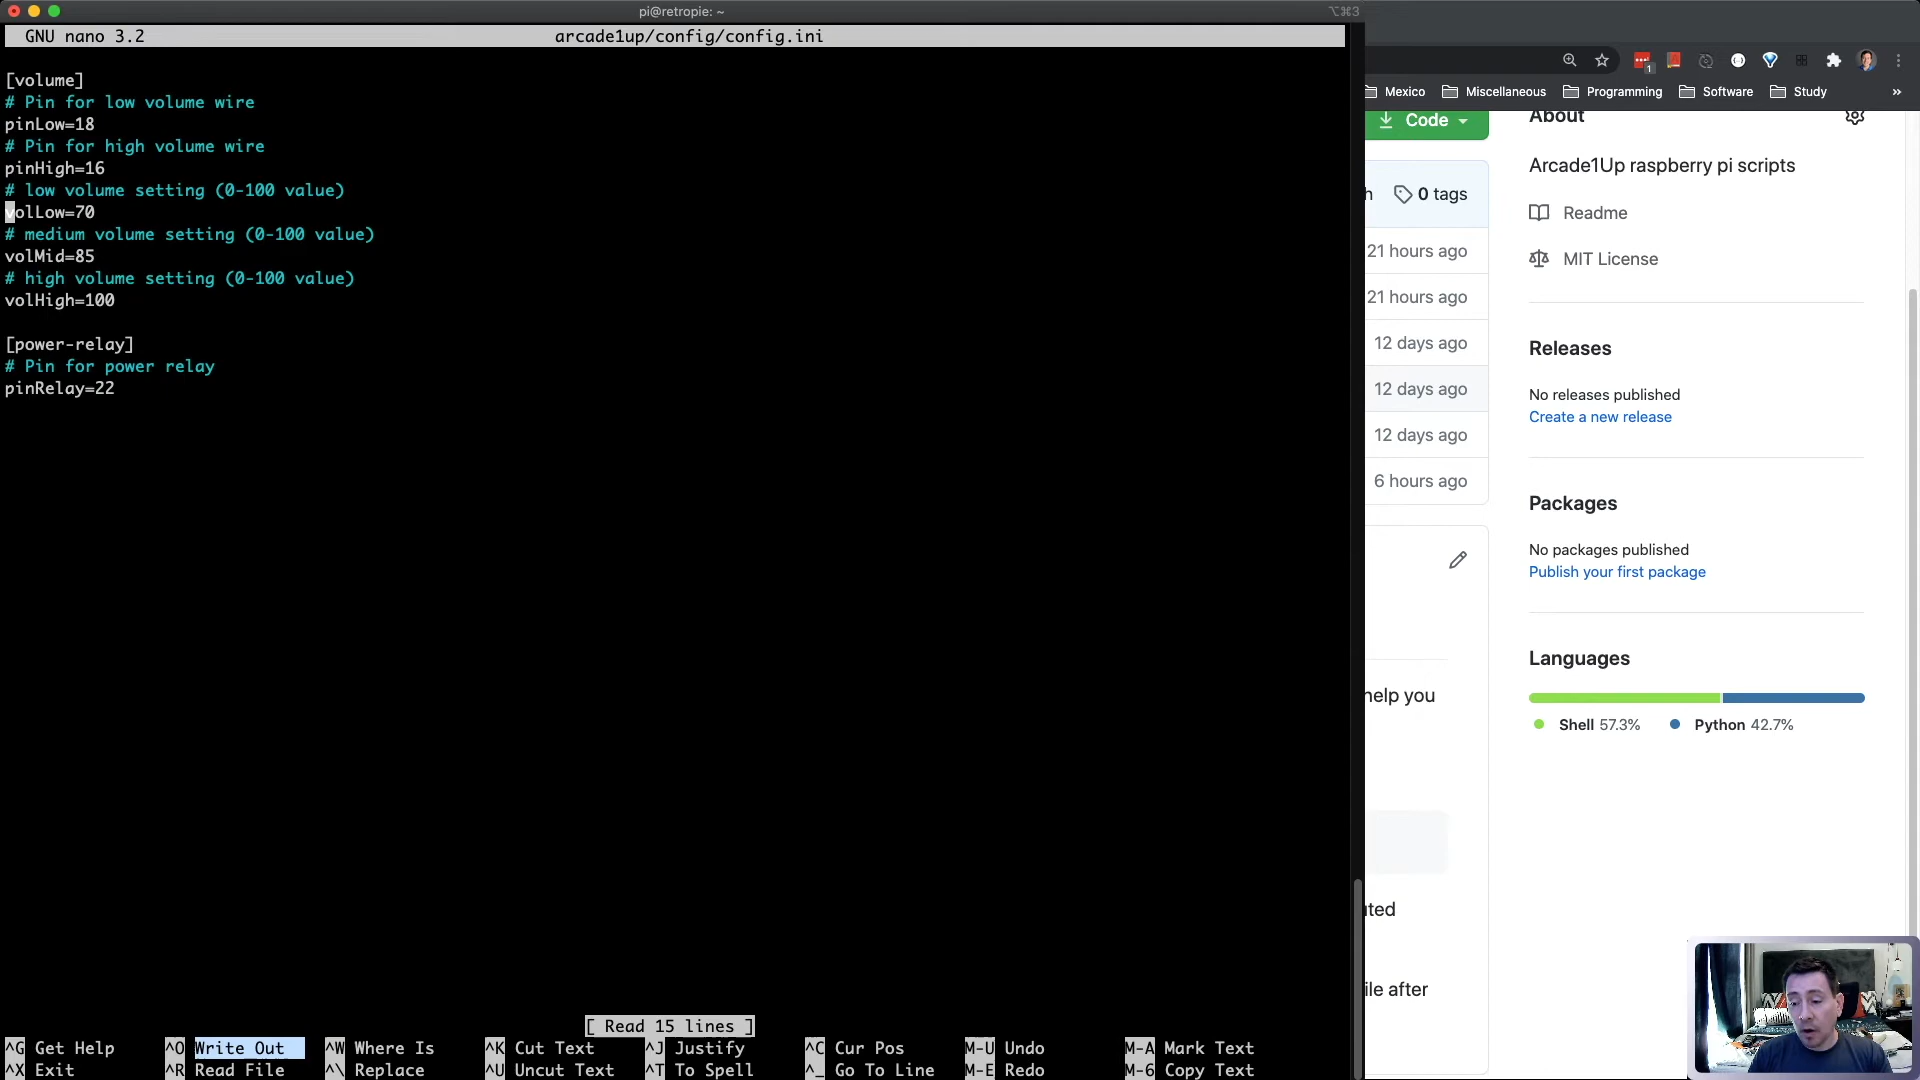 pi@retropie: ~
⌥⌘3
GNU nano 3.2
arcade1up/config/config.ini
[volume]
# Pin for low volume wire
pinLow=18
# Pin for high volume wire
pinHigh=16
# low volume setting (0-100 value)
volLow=70
# medium volume setting (0-100 value)
volMid=85
# high volume setting (0-100 value)
volHigh=100
[power-relay]
# Pin for power relay
pinRelay=22
[ Read 15 lines ]
^G Get Help ^O Write Out ^W Where Is ^K Cut Text ^J Justify ^C Cur Pos M-U Undo M-A Mark Text
^X Exit ^R Read File ^\ Replace ^U Uncut Text ^T To Spell ^_ Go To Line M-E Redo M-6 Copy Text
1
Mexico Miscellaneous Programming Software Study »
Code
h 0 tags
21 hours ago
21 hours ago
12 days ago
12 days ago
12 days ago
6 hours ago
help you
ile after
About
Arcade1Up raspberry pi scripts
Readme
MIT License
Releases
No releases published
Create a new release
Packages
No packages published
Publish your first package
Languages
Shell 57.3% Python 42.7%